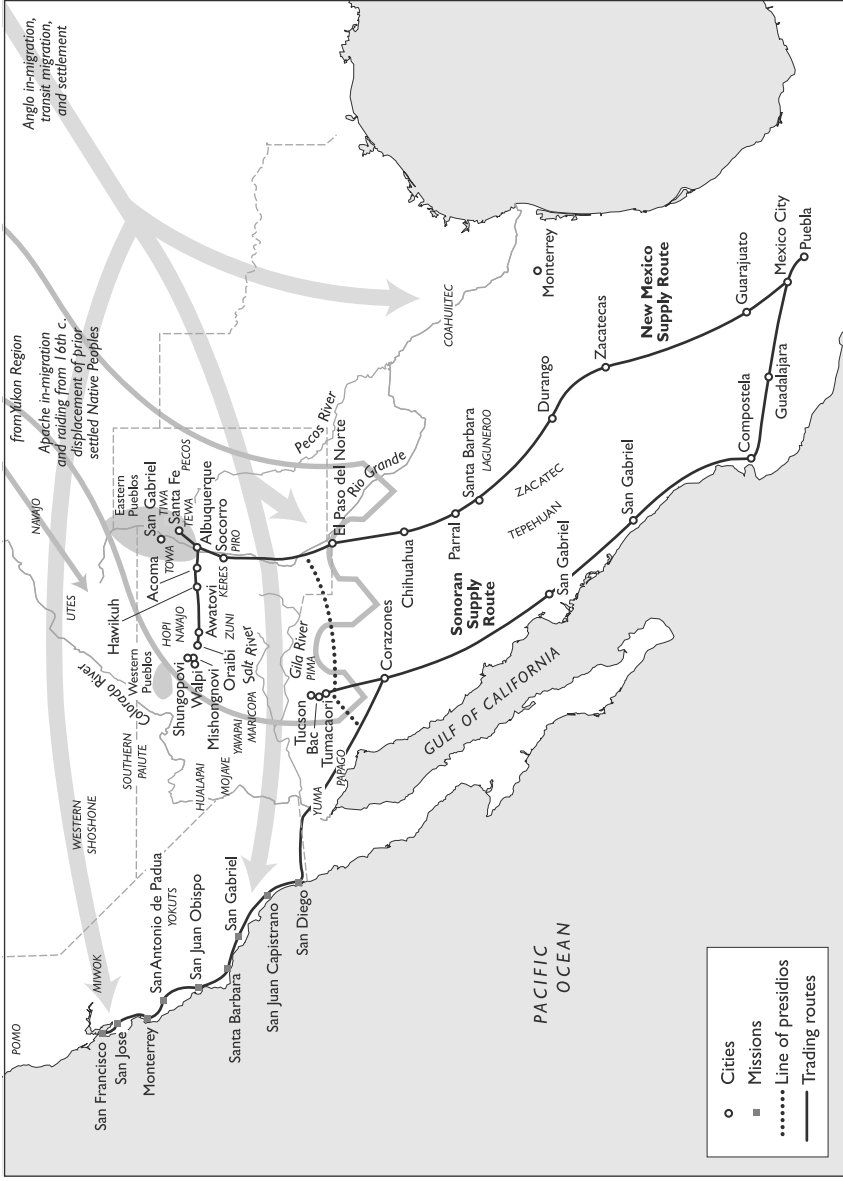 POMO
MIWOK
San Francisco
San Jose
Monterrey
San Antonio de Padua
YOKUTS
San Juan Obispo
Santa Barbara
San Gabriel
San Juan Capistrano
San Diego
WESTERN
SHOSHONE
SOUTHERN
PAIUTE
HUALAPAI
MOJAVE
YAVAPAI
MARICOPA
YUMA
PAPAGO
Colorado River
UTES
NAVAJO
from Yukon Region
Apache in-migration
and raiding from 16th c.
displacement of prior
settled Native Peoples
Anglo in-migration,
transit migration,
and settlement
Western
Pueblos
Eastern
Pueblos
HOPI
NAVAJO
Shungopovi
Walpi
Mishongnovi
Oraibi
Awatovi
ZUNI
Hawikuh
Acoma
TOWA
KERES
San Gabriel
TIWA
Santa Fe
TEWA
PECOS
Albuquerque
Socorro
PIRO
Salt River
Gila River
PIMA
Tucson
Bac
Tumacaori
Pecos River
Rio Grande
El Paso del Norte
Corazones
Chihuahua
Parral
Santa Barbara
LAGUNEROO
COAHUILTEC
Monterrey
Durango
ZACATEC
TEPEHUAN
Zacatecas
New Mexico
Supply Route
Sonoran
Supply
Route
San Gabriel
San Gabriel
Guarajuato
Mexico City
Puebla
Guadalajara
Compostela
GULF OF CALIFORNIA
PACIFIC
OCEAN
Cities
Missions
Line of presidios
Trading routes